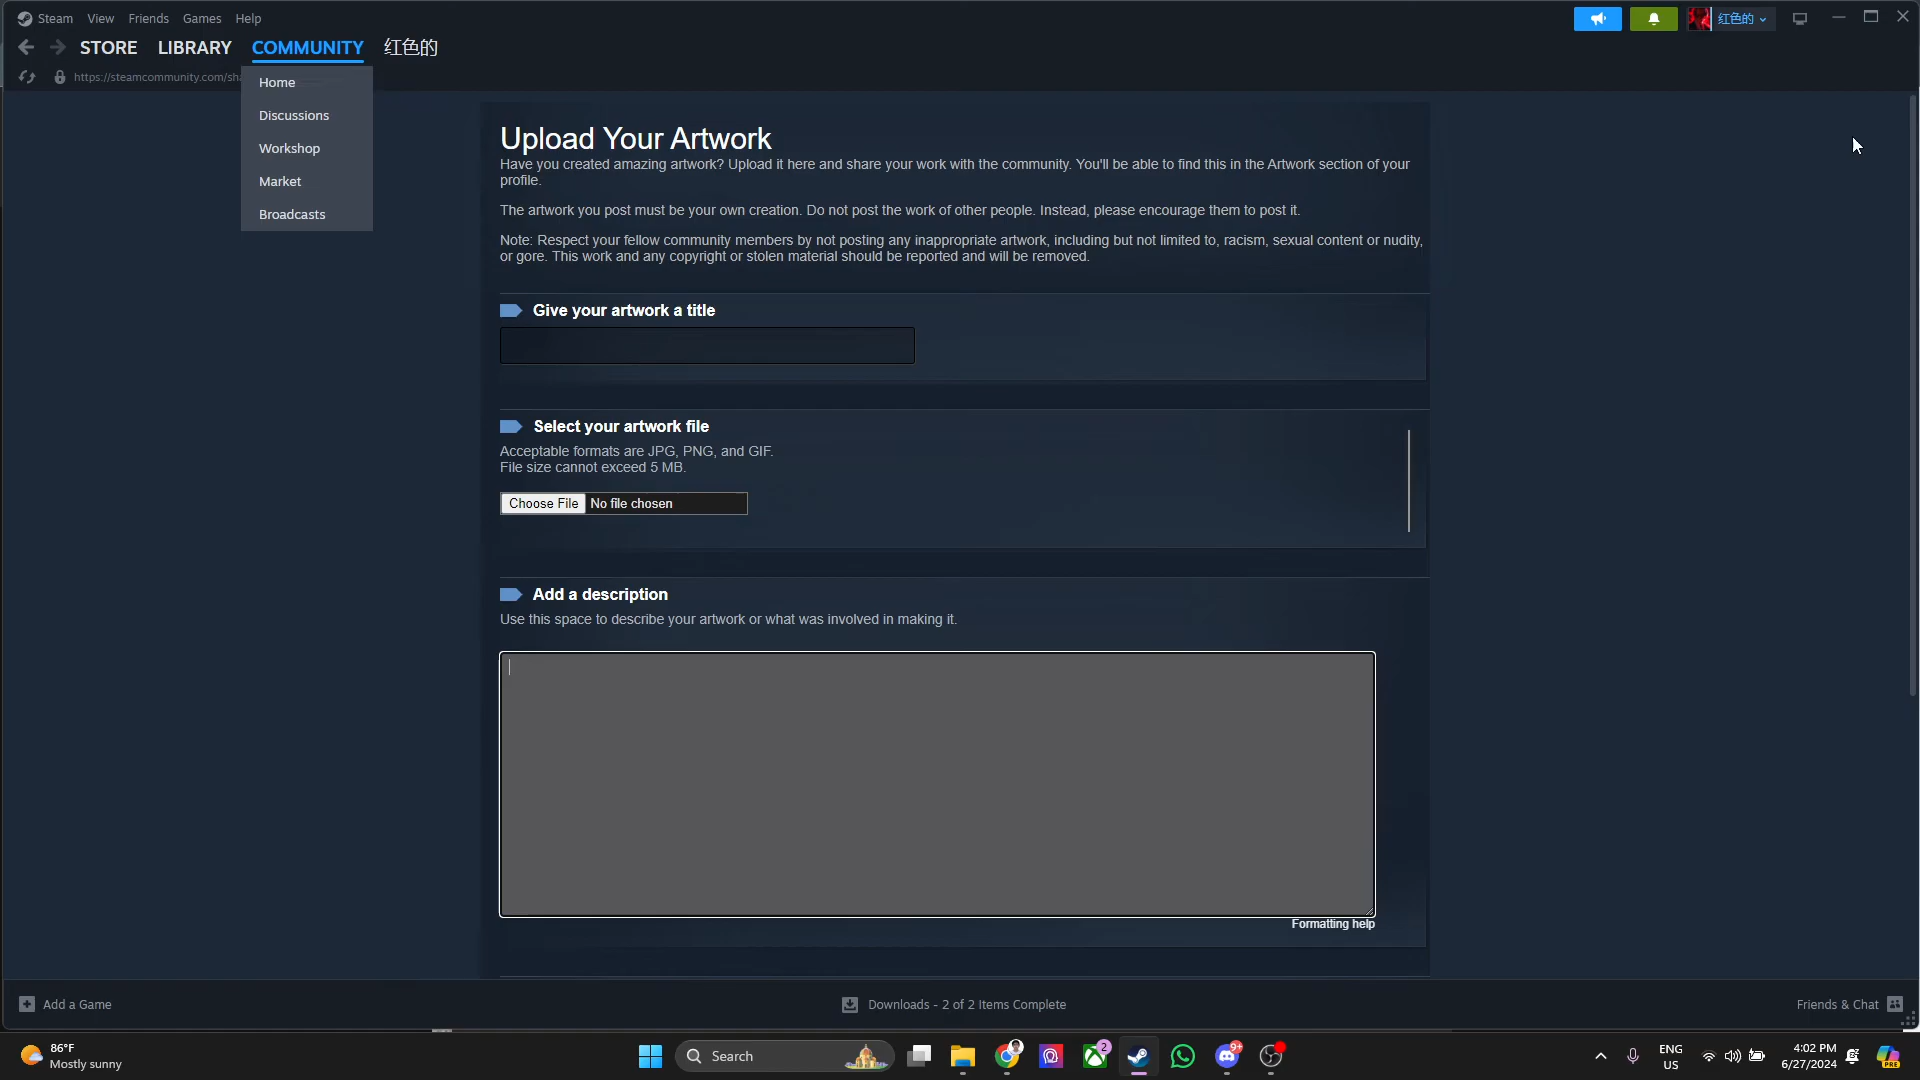 Steam View Friends Games Help
红色的
STORE LIBRARY COMMUNITY 红色的
https://steamcommunity.com/sha
Home
Discussions
Workshop
Market
Broadcasts
Upload Your Artwork
Have you created amazing artwork? Upload it here and share your work with the community. You'll be able to find this in the Artwork section of your
profile.
The artwork you post must be your own creation. Do not post the work of other people. Instead, please encourage them to post it.
Note: Respect your fellow community members by not posting any inappropriate artwork, including but not limited to, racism, sexual content or nudity,
or gore. This work and any copyright or stolen material should be reported and will be removed.
Give your artwork a title
Select your artwork file
Acceptable formats are JPG, PNG, and GIF.
File size cannot exceed 5 MB.
Choose File No file chosen
Add a description
Use this space to describe your artwork or what was involved in making it.
Formatting help
Add a Game
Downloads - 2 of 2 Items Complete
Friends & Chat
86°F
Mostly sunny
Search
2
9+
ENG
US
4:02 PM
6/27/2024
PRE